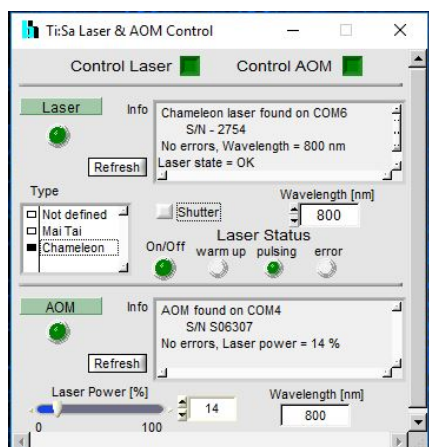 Ti:Sa Laser & AOM Control
Control Laser Control AOM
Laser Info
Chameleon laser found on COM6
S/N - 2754
No errors, Wavelength = 800 nm
Laser state = OK
Refresh
Type
Not defined
Mai Tai
Chameleon
Shutter
Wavelength [nm]
800
Laser Status
On/Off warm up pulsing error
AOM Info
AOM found on COM4
S/N S06307
No errors, Laser power = 14 %
Refresh
Laser Power [%]
0 100
14
Wavelength [nm]
800